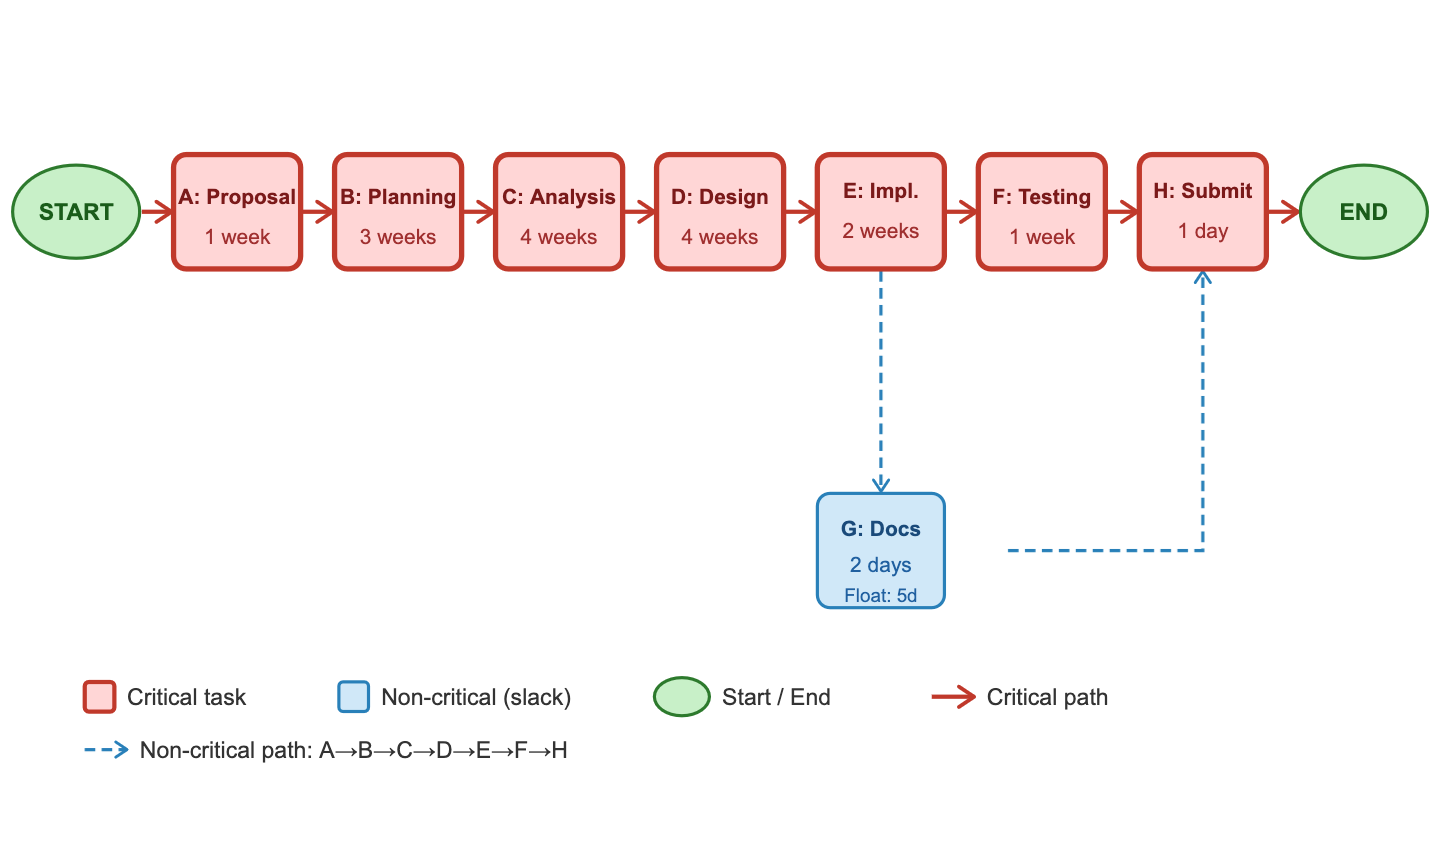 START
A: Proposal
1 week
B: Planning
3 weeks
C: Analysis
4 weeks
D: Design
4 weeks
E: Impl.
2 weeks
F: Testing
1 week
H: Submit
1 day
END
G: Docs
2 days
Float: 5d
Critical task
Non-critical (slack)
Start / End
Critical path
Non-critical path: A→B→C→D→E→F→H